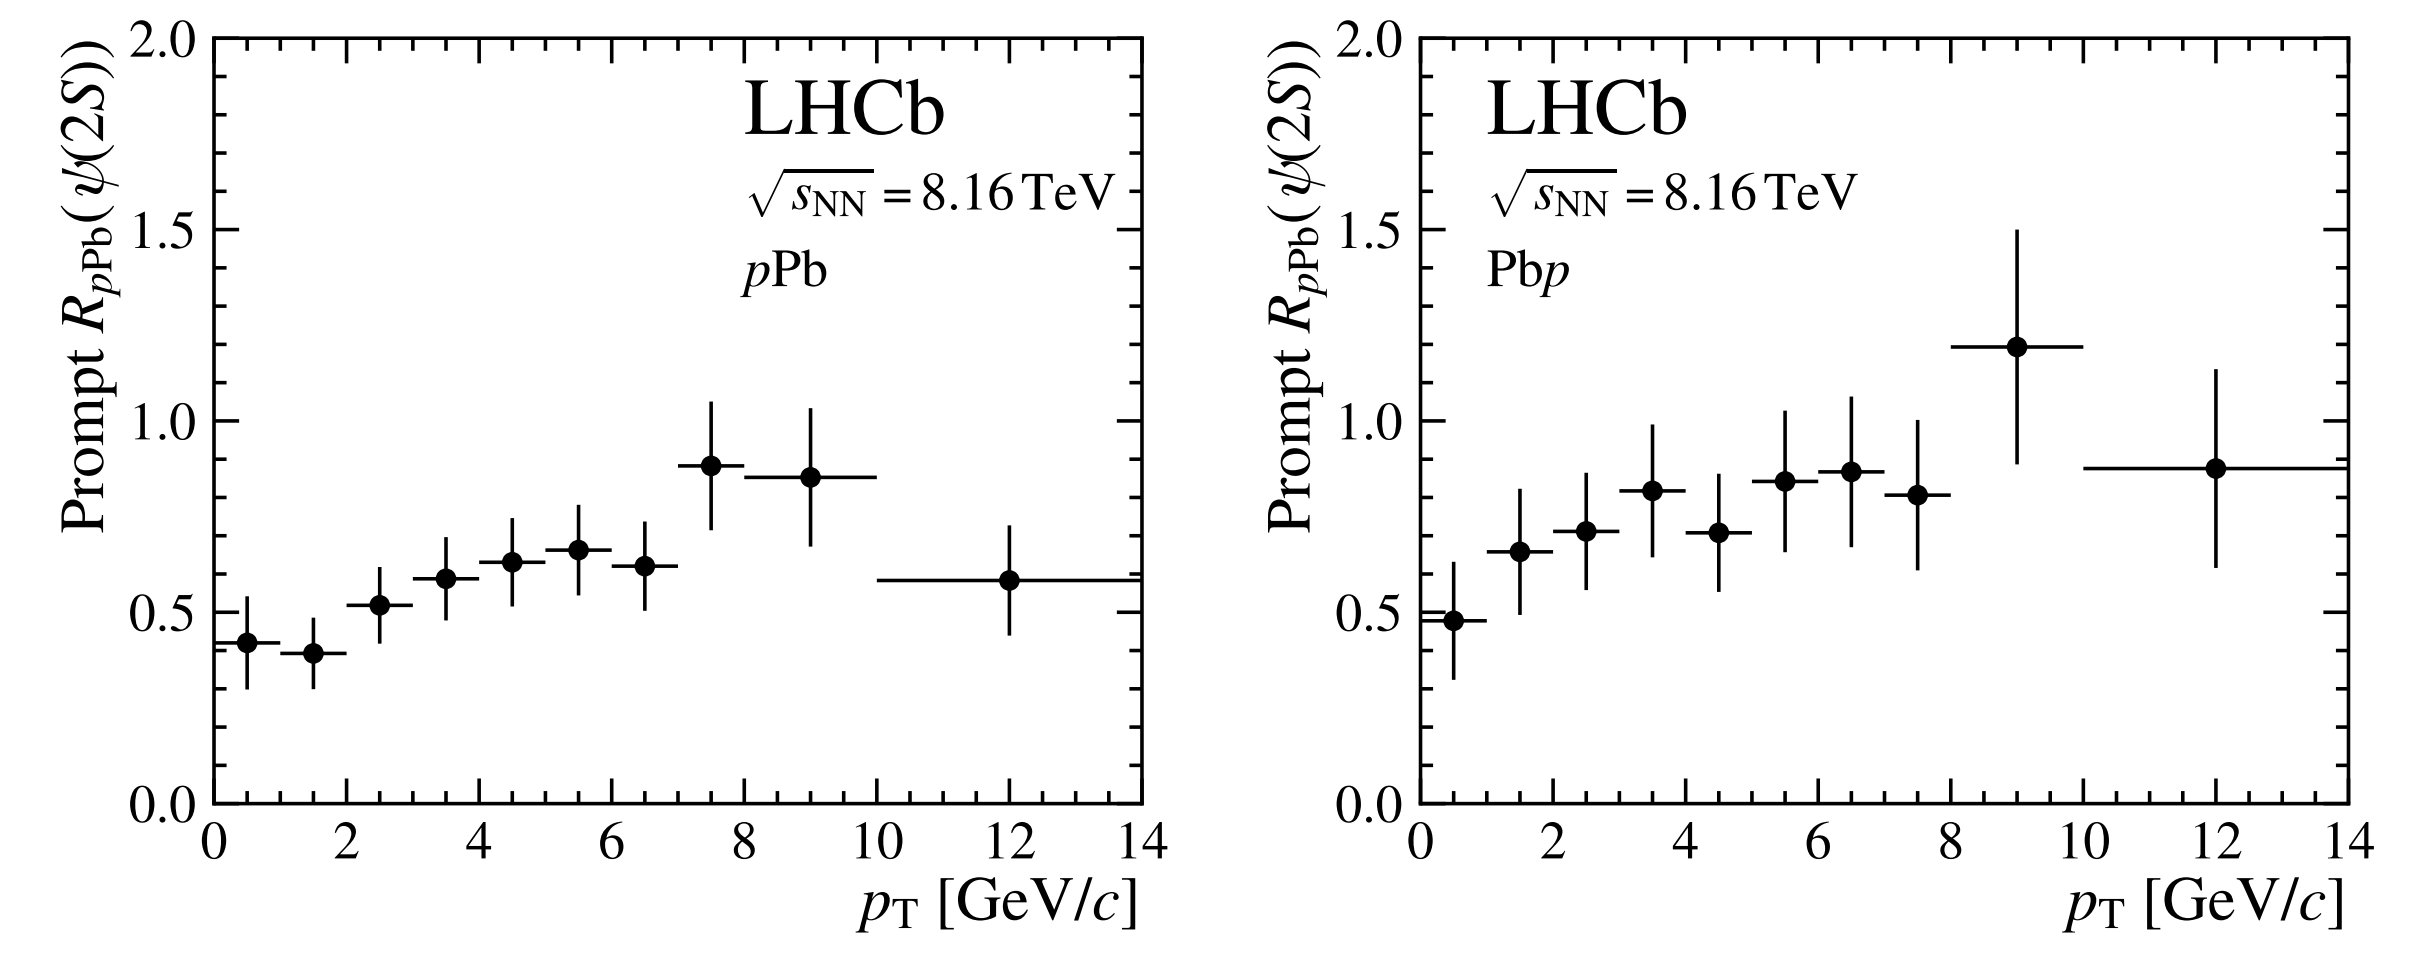 Prompt RpPb(ψ(2S))
2.0
1.5
1.0
0.5
0.0
LHCb
√sNN = 8.16 TeV
pPb
0 2 4 6 8 10 12 14
pT [GeV/c]
Prompt RpPb(ψ(2S))
2.0
1.5
1.0
0.5
0.0
LHCb
√sNN = 8.16 TeV
Pbp
0 2 4 6 8 10 12 14
pT [GeV/c]